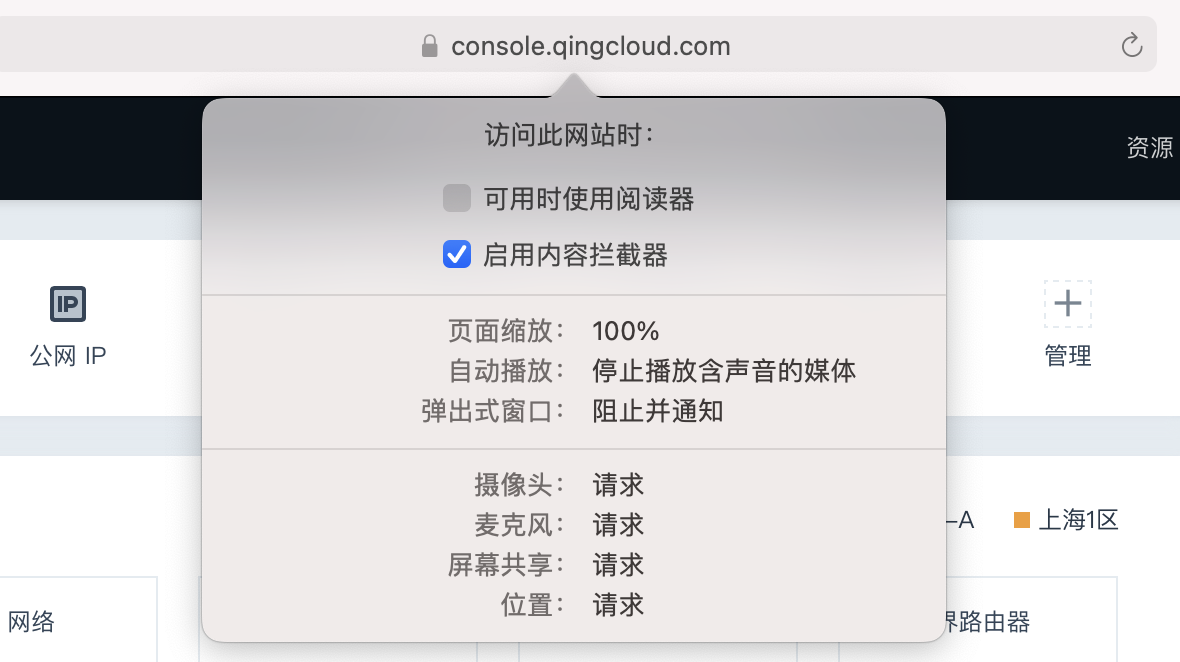 console.qingcloud.com
资源
访问此网站时：
可用时使用阅读器
启用内容拦截器
IP
公网 IP
管理
页面缩放： 100%
自动播放： 停止播放含声音的媒体
弹出式窗口： 阻止并通知
摄像头： 请求
麦克风： 请求
屏幕共享： 请求
位置： 请求
–A
上海1区
网络
界路由器